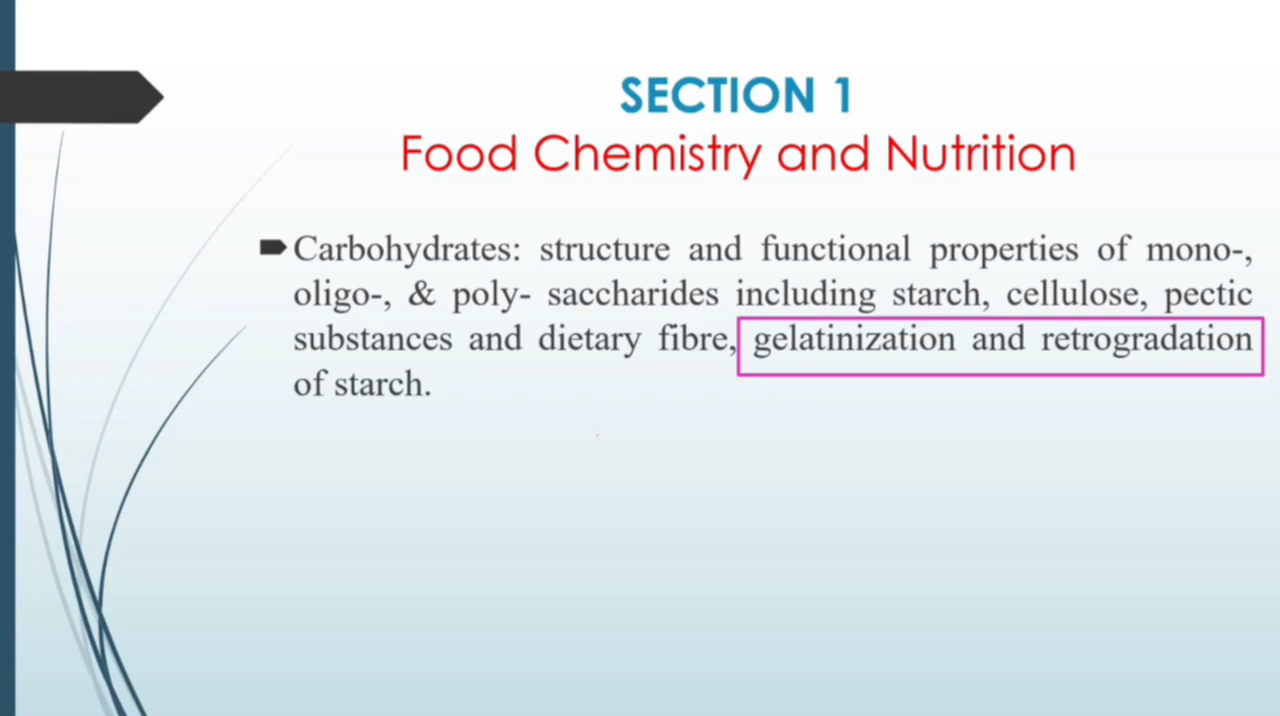 SECTION 1
Food Chemistry and Nutrition
Carbohydrates: structure and functional properties of mono-,
oligo-, & poly- saccharides including starch, cellulose, pectic
substances and dietary fibre, gelatinization and retrogradation
of starch.